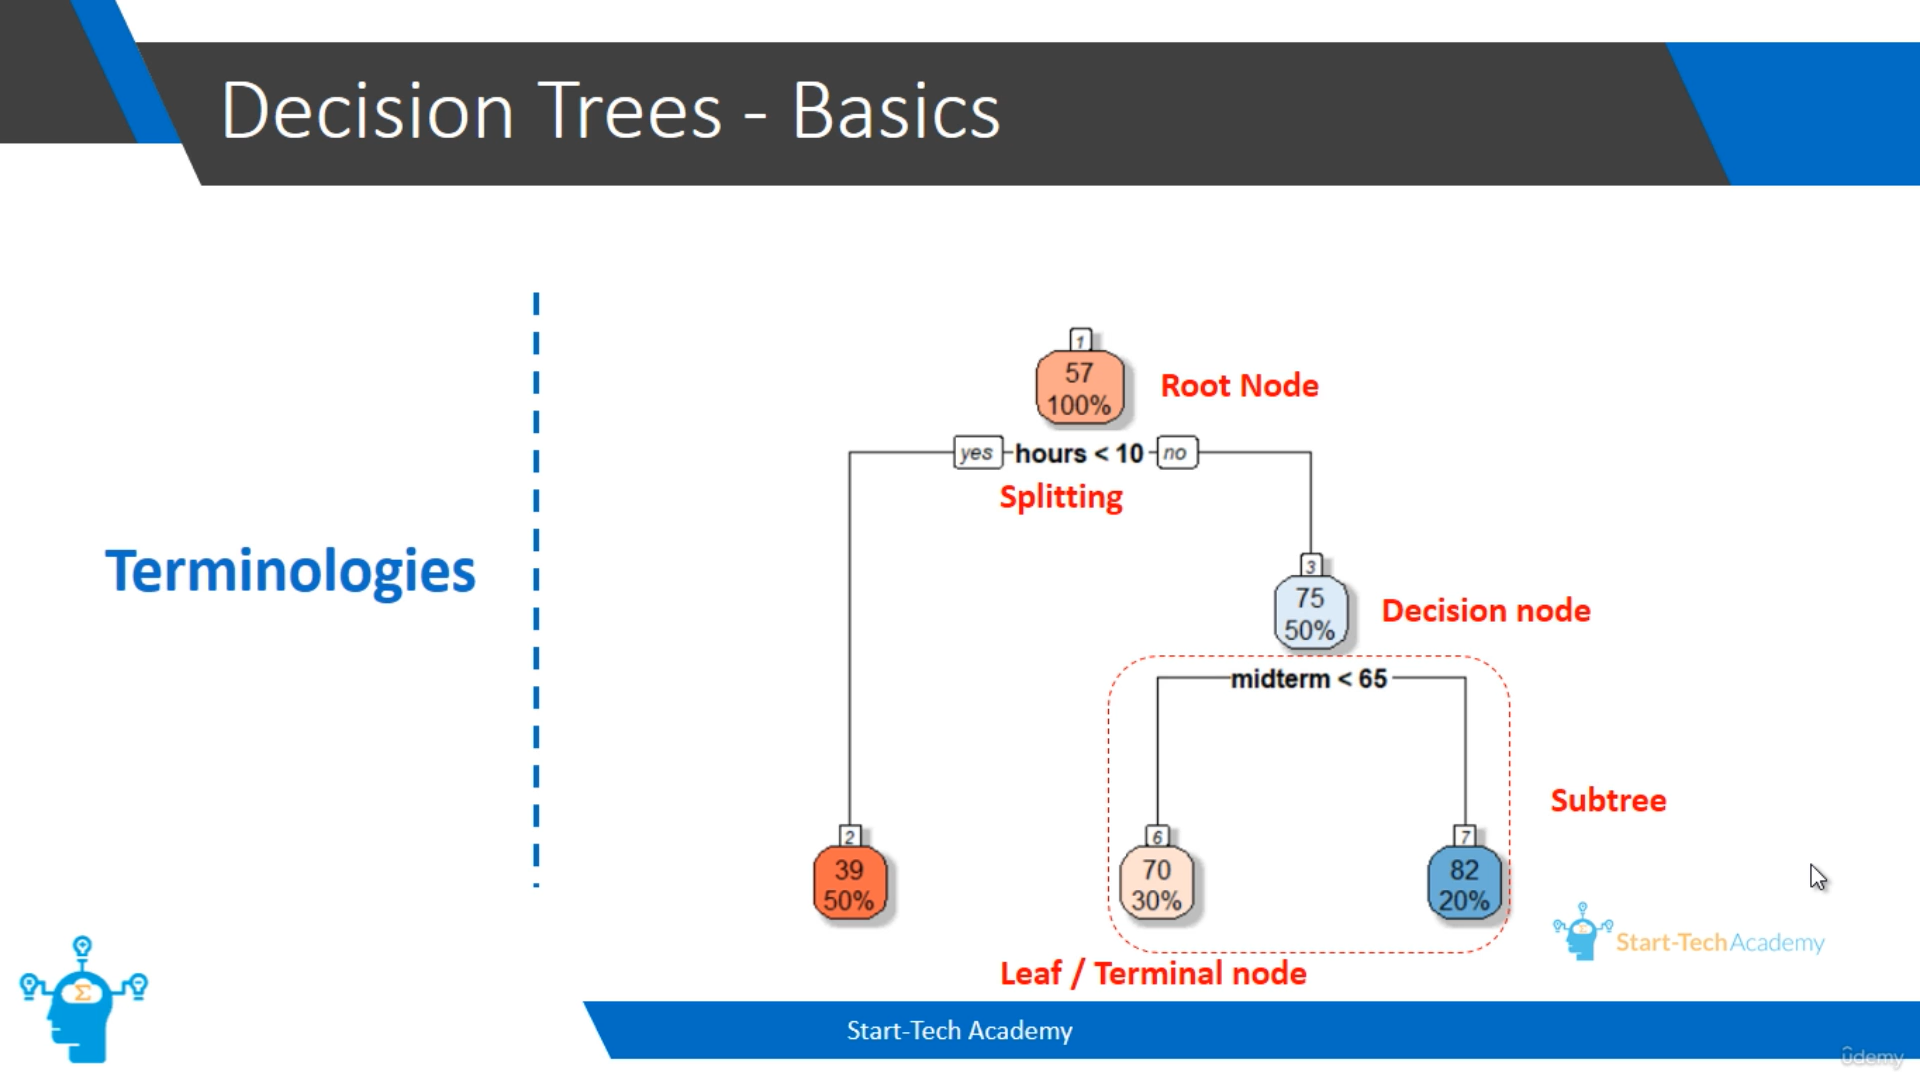 Decision Trees - Basics
Terminologies
1
57
100%
Root Node
yes hours < 10 no
Splitting
3
75
50%
Decision node
midterm < 65
Subtree
2
39
50%
6
70
30%
7
82
20%
Leaf / Terminal node
Σ
Start-Tech Academy
Start-Tech Academy
udemy